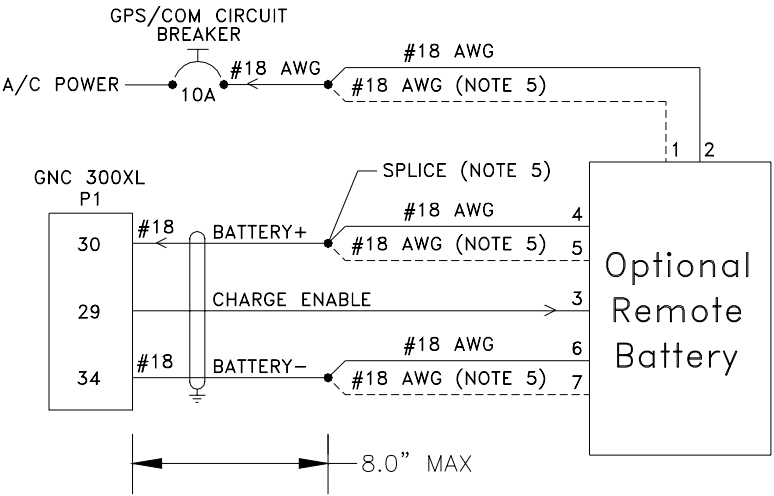 GPS/COM CIRCUIT
BREAKER
#18 AWG
#18 AWG
A/C POWER
#18 AWG (NOTE 5)
10A
1
2
SPLICE (NOTE 5)
GNC 300XL
P1
#18 AWG
4
#18
BATTERY+
30
#18 AWG (NOTE 5)
5
Optional
Remote
Battery
CHARGE ENABLE
3
29
#18 AWG
6
#18
BATTERY-
34
#18 AWG (NOTE 5)
7
8.0" MAX